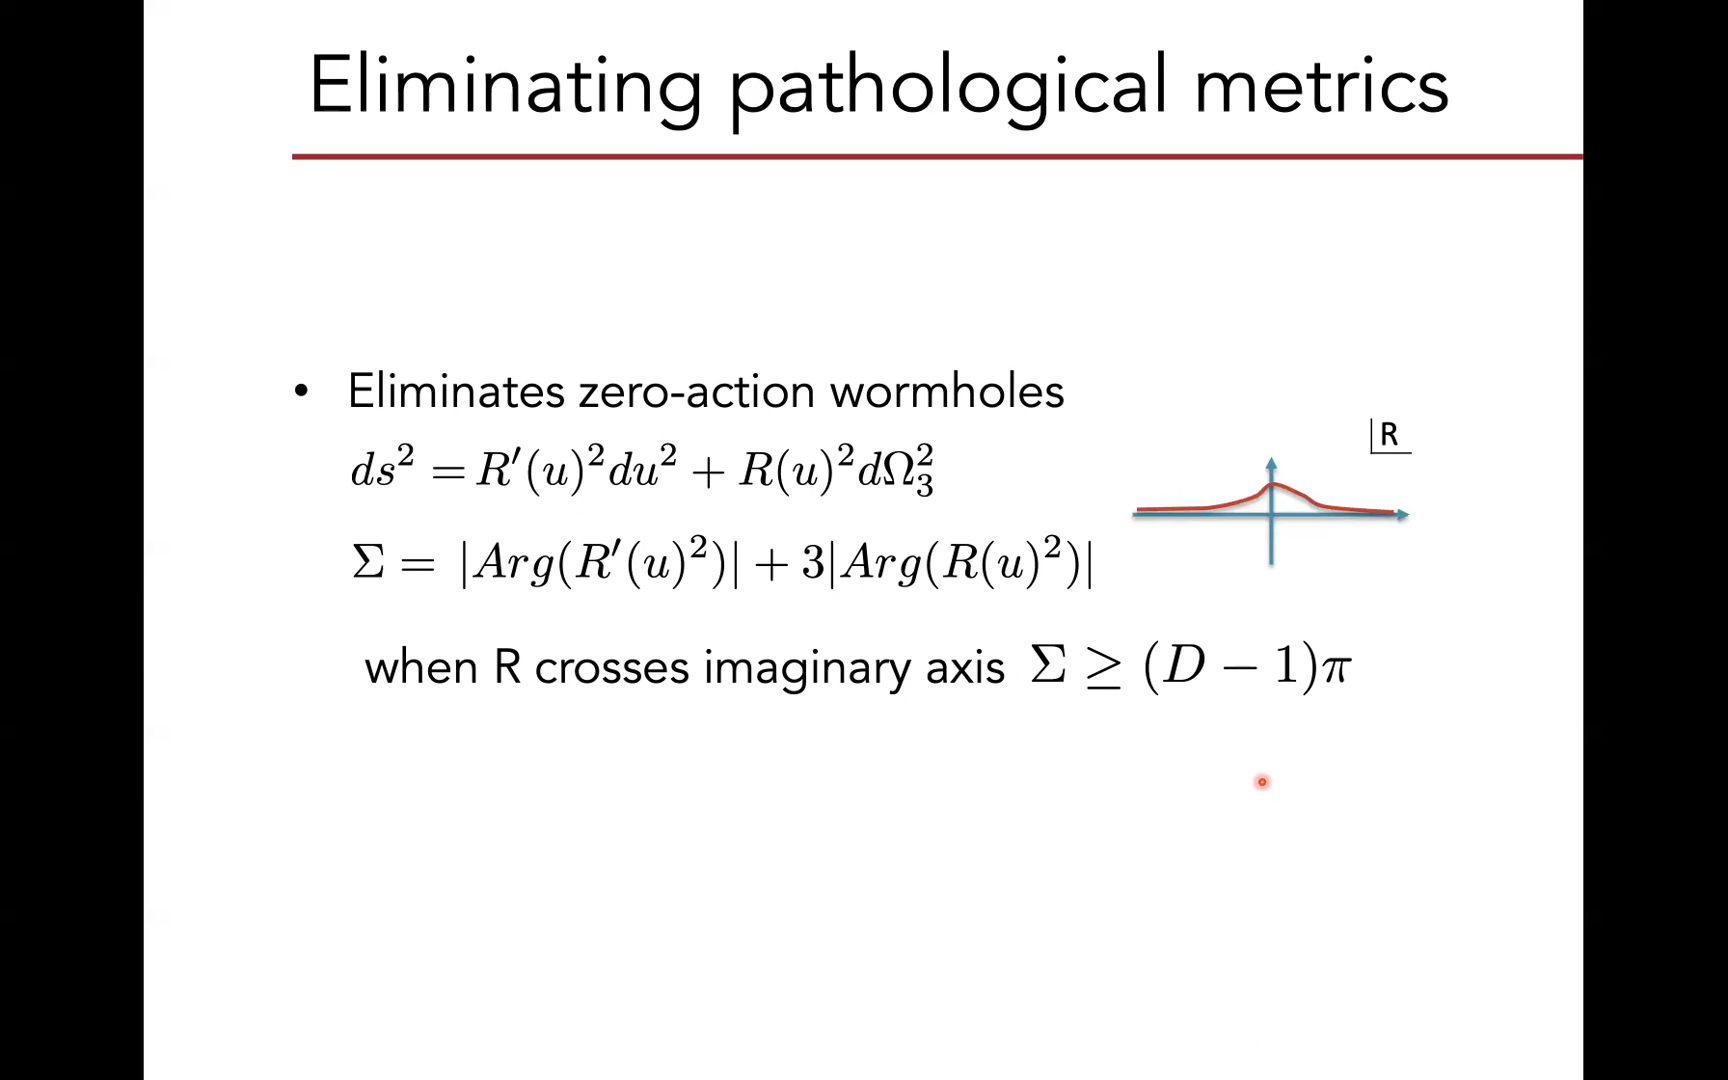 Eliminating pathological metrics
• Eliminates zero-action wormholes
R
ds² = R′(u)²du² + R(u)²dΩ₃²
Σ = |Arg(R′(u)²)| + 3|Arg(R(u)²)|
when R crosses imaginary axis Σ ≥ (D − 1)π